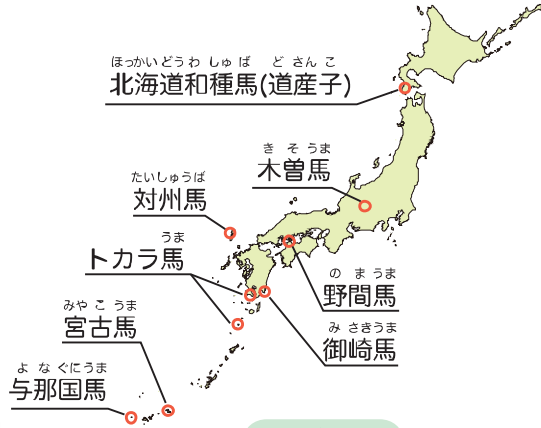 ほっかいどうわしゅば どさんこ
北海道和種馬(道産子)
きそうま
木曽馬
たいしゅうば
対州馬
うま
トカラ馬
のまうま
野間馬
みやこうま
宮古馬
みさきうま
御崎馬
よなぐにうま
与那国馬